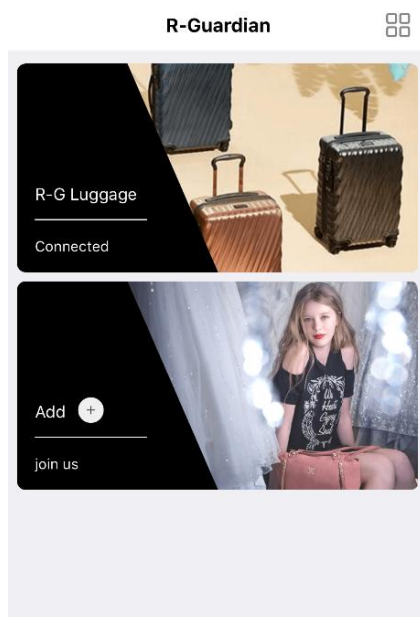 R-Guardian
R-G Luggage
Connected
Add +
join us